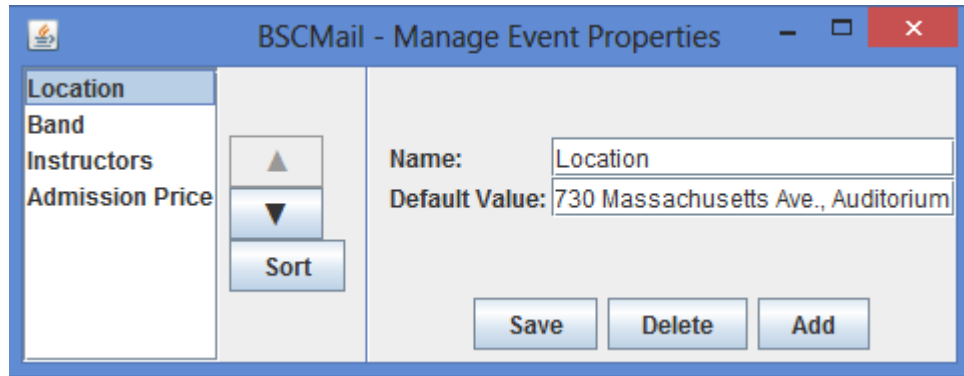 BSCMail - Manage Event Properties
Location
Band
Instructors
Admission Price
Sort
Name: Location
Default Value: 730 Massachusetts Ave., Auditorium
Save Delete Add